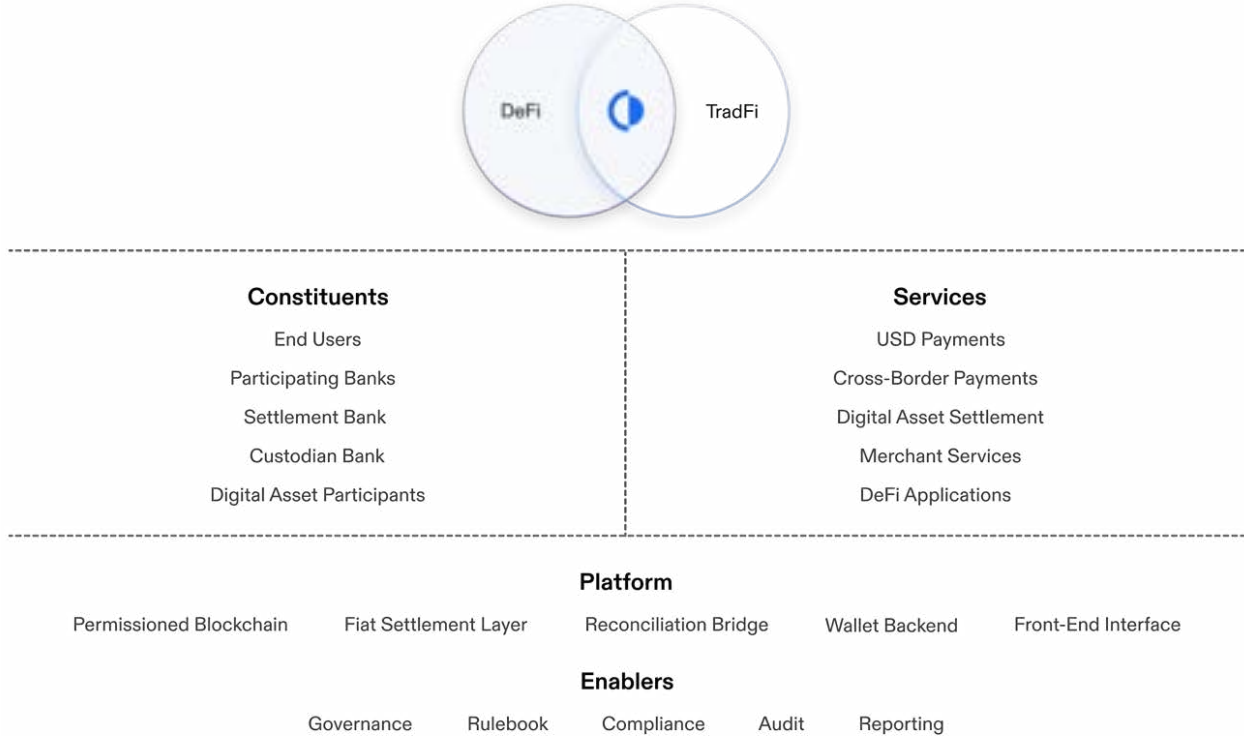 DeFi
TradFi
Constituents
End Users
Participating Banks
Settlement Bank
Custodian Bank
Digital Asset Participants
Services
USD Payments
Cross-Border Payments
Digital Asset Settlement
Merchant Services
DeFi Applications
Platform
Permissioned Blockchain Fiat Settlement Layer Reconciliation Bridge Wallet Backend Front-End Interface
Enablers
Governance Rulebook Compliance Audit Reporting